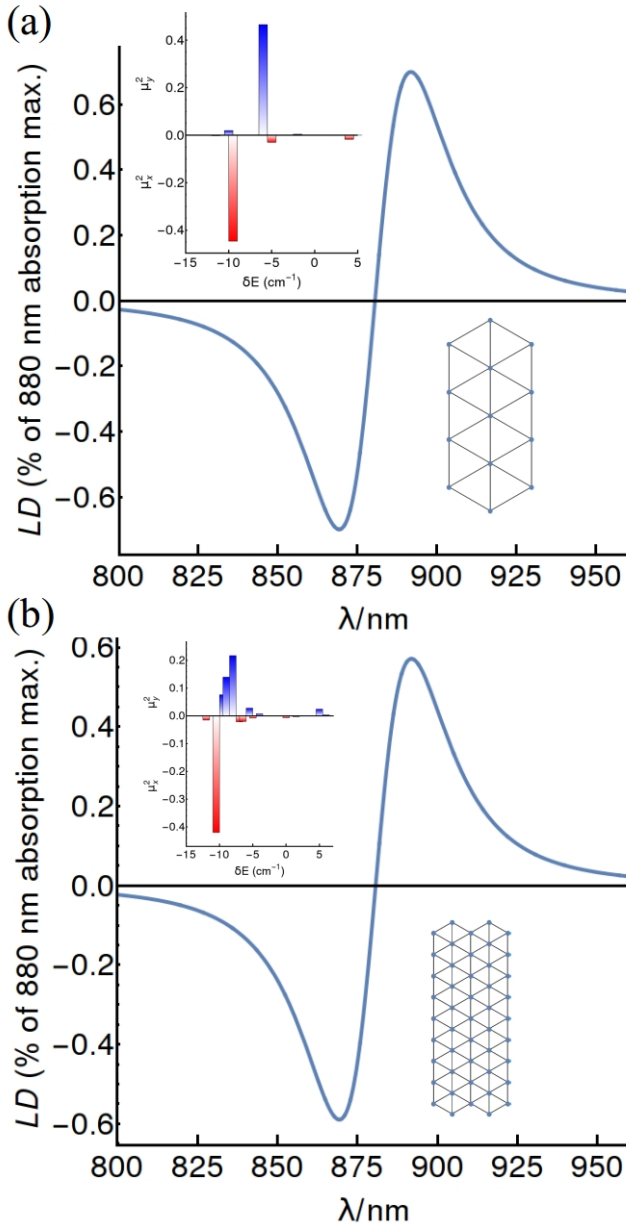 (a)
LD (% of 880 nm absorption max.)
0.6
0.4
0.2
0.0
−0.2
−0.4
−0.6
μ²y
μ²x
0.4
0.2
0.0
−0.2
−0.4
−15 −10 −5 0 5
δE (cm⁻¹)
800 825 850 875 900 925 950
λ/nm
(b)
LD (% of 880 nm absorption max.)
0.6
0.4
0.2
0.0
−0.2
−0.4
−0.6
μ²y
μ²x
0.2
0.1
0.0
−0.1
−0.2
−0.3
−0.4
−15 −10 −5 0 5
δE (cm⁻¹)
800 825 850 875 900 925 950
λ/nm